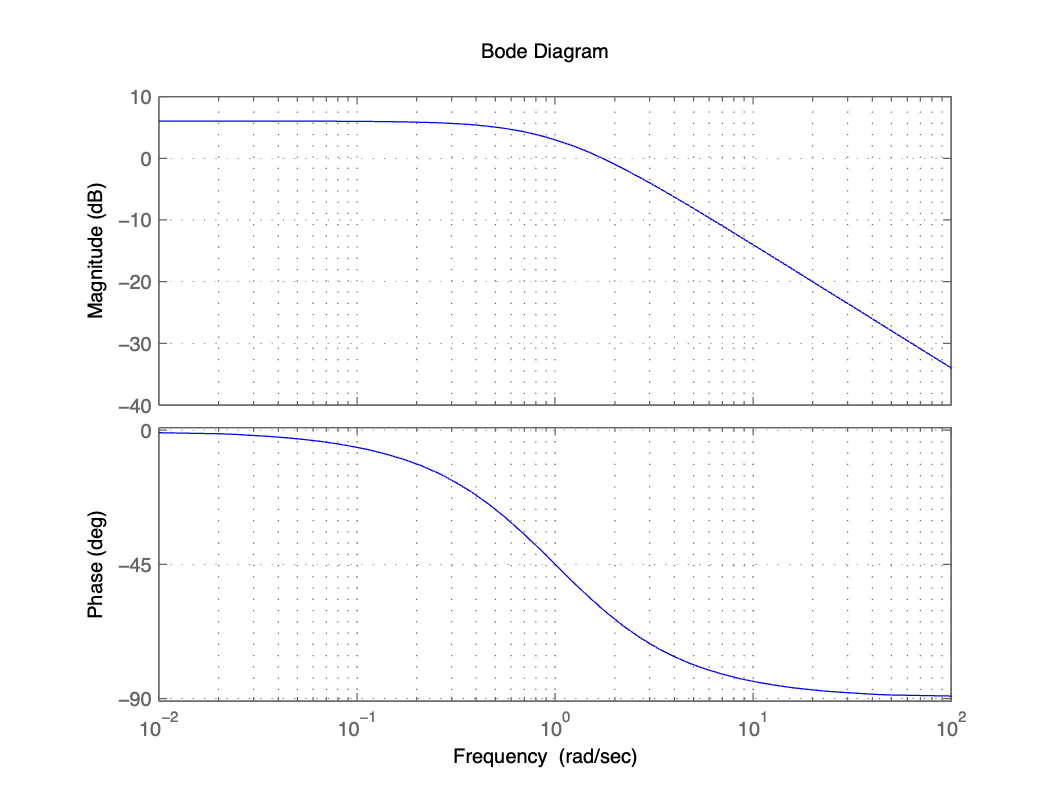 Bode Diagram
Magnitude (dB)
10
0
−10
−20
−30
−40
Phase (deg)
0
−45
−90
10^−2 10^−1 10^0 10^1 10^2
Frequency (rad/sec)